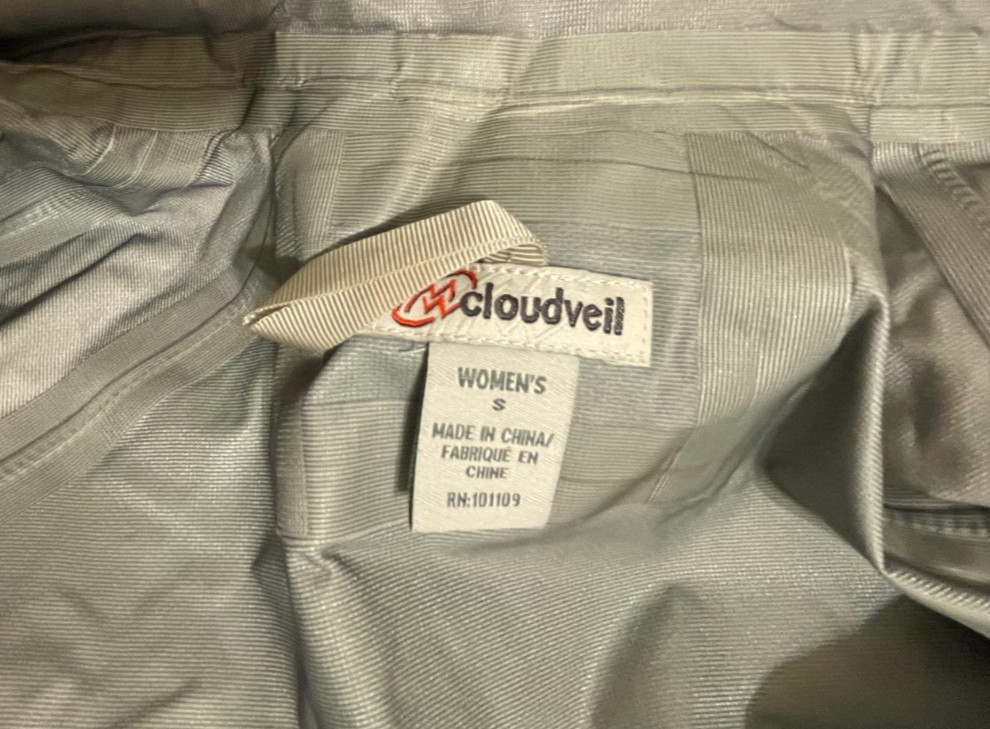 cloudveil
WOMEN'S
S
MADE IN CHINA/
FABRIQUÉ EN
CHINE
RN:101109